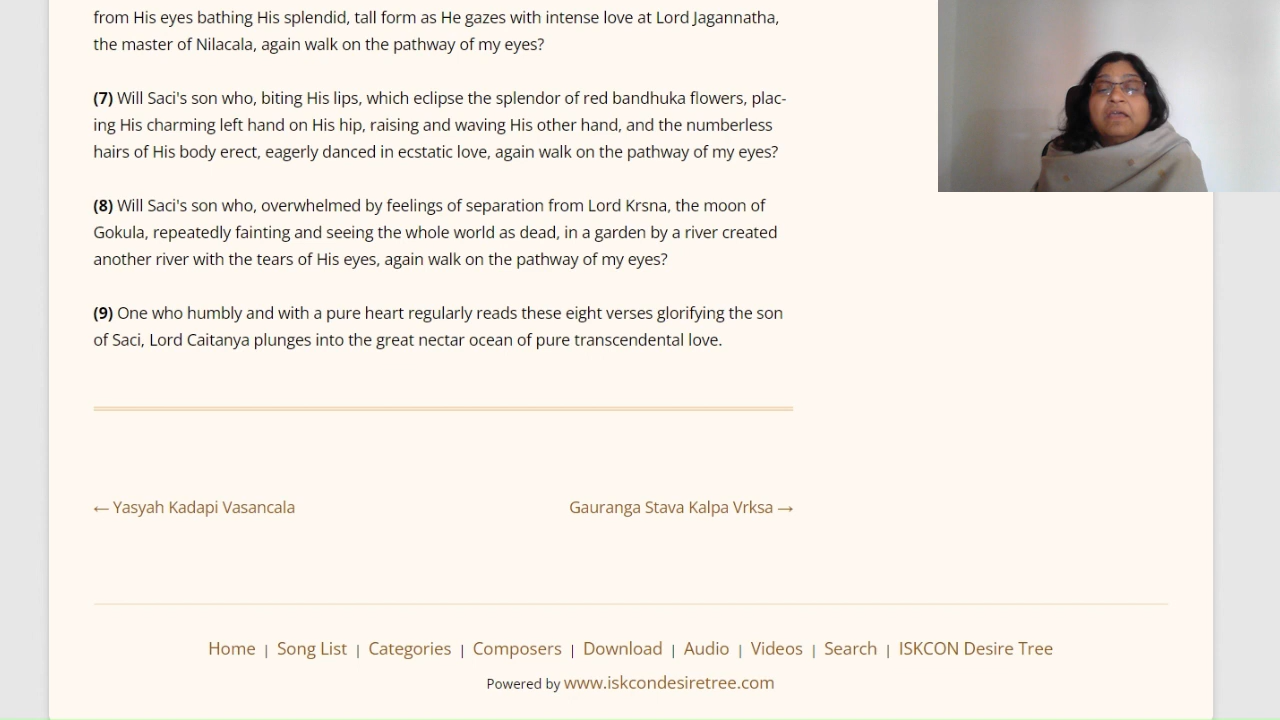 from His eyes bathing His splendid, tall form as He gazes with intense love at Lord Jagannatha,
the master of Nilacala, again walk on the pathway of my eyes?
(7) Will Saci's son who, biting His lips, which eclipse the splendor of red bandhuka flowers, plac-
ing His charming left hand on His hip, raising and waving His other hand, and the numberless
hairs of His body erect, eagerly danced in ecstatic love, again walk on the pathway of my eyes?
(8) Will Saci's son who, overwhelmed by feelings of separation from Lord Krsna, the moon of
Gokula, repeatedly fainting and seeing the whole world as dead, in a garden by a river created
another river with the tears of His eyes, again walk on the pathway of my eyes?
(9) One who humbly and with a pure heart regularly reads these eight verses glorifying the son
of Saci, Lord Caitanya plunges into the great nectar ocean of pure transcendental love.
← Yasyah Kadapi Vasancala
Gauranga Stava Kalpa Vrksa →
Home | Song List | Categories | Composers | Download | Audio | Videos | Search | ISKCON Desire Tree
Powered by www.iskcondesiretree.com